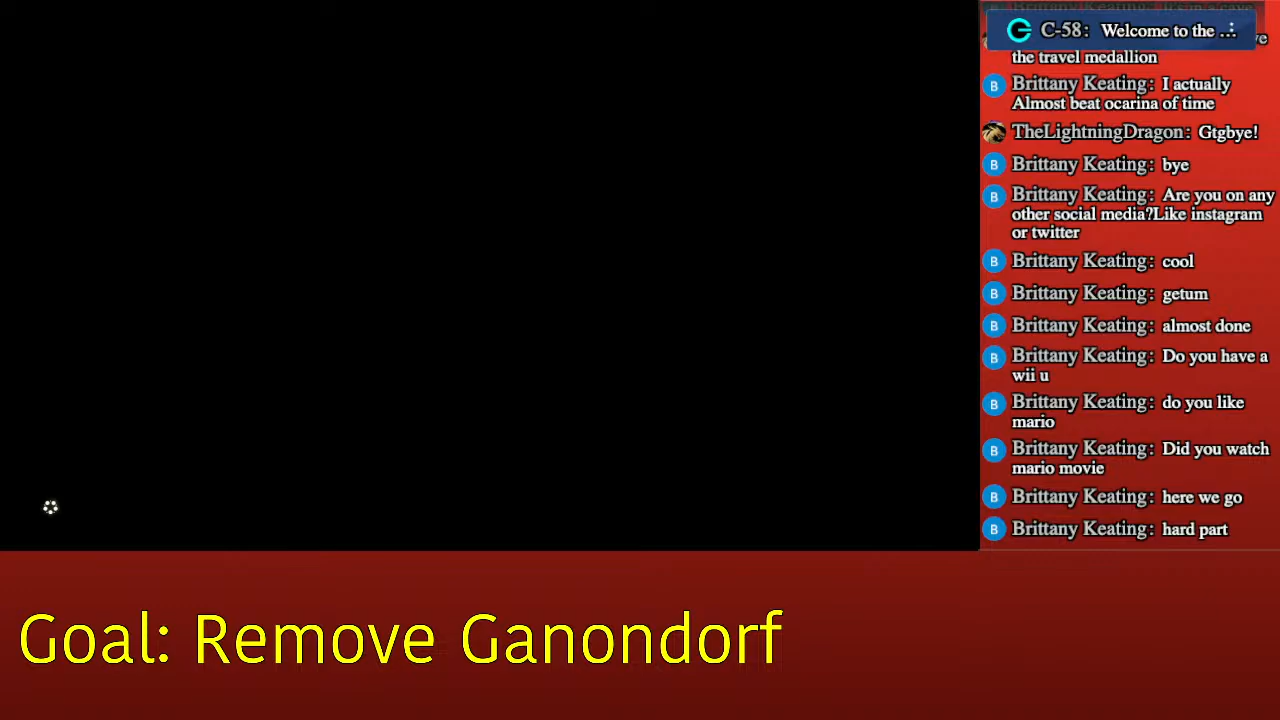 C-58: Welcome to the ...
the travel medallion
Brittany Keating: I actually
Almost beat ocarina of time
TheLightningDragon: Gtgbye!
Brittany Keating: bye
Brittany Keating: Are you on any
other social media?Like instagram
or twitter
Brittany Keating: cool
Brittany Keating: getum
Brittany Keating: almost done
Brittany Keating: Do you have a
wii u
Brittany Keating: do you like
mario
Brittany Keating: Did you watch
mario movie
Brittany Keating: here we go
Brittany Keating: hard part
Goal: Remove Ganondorf